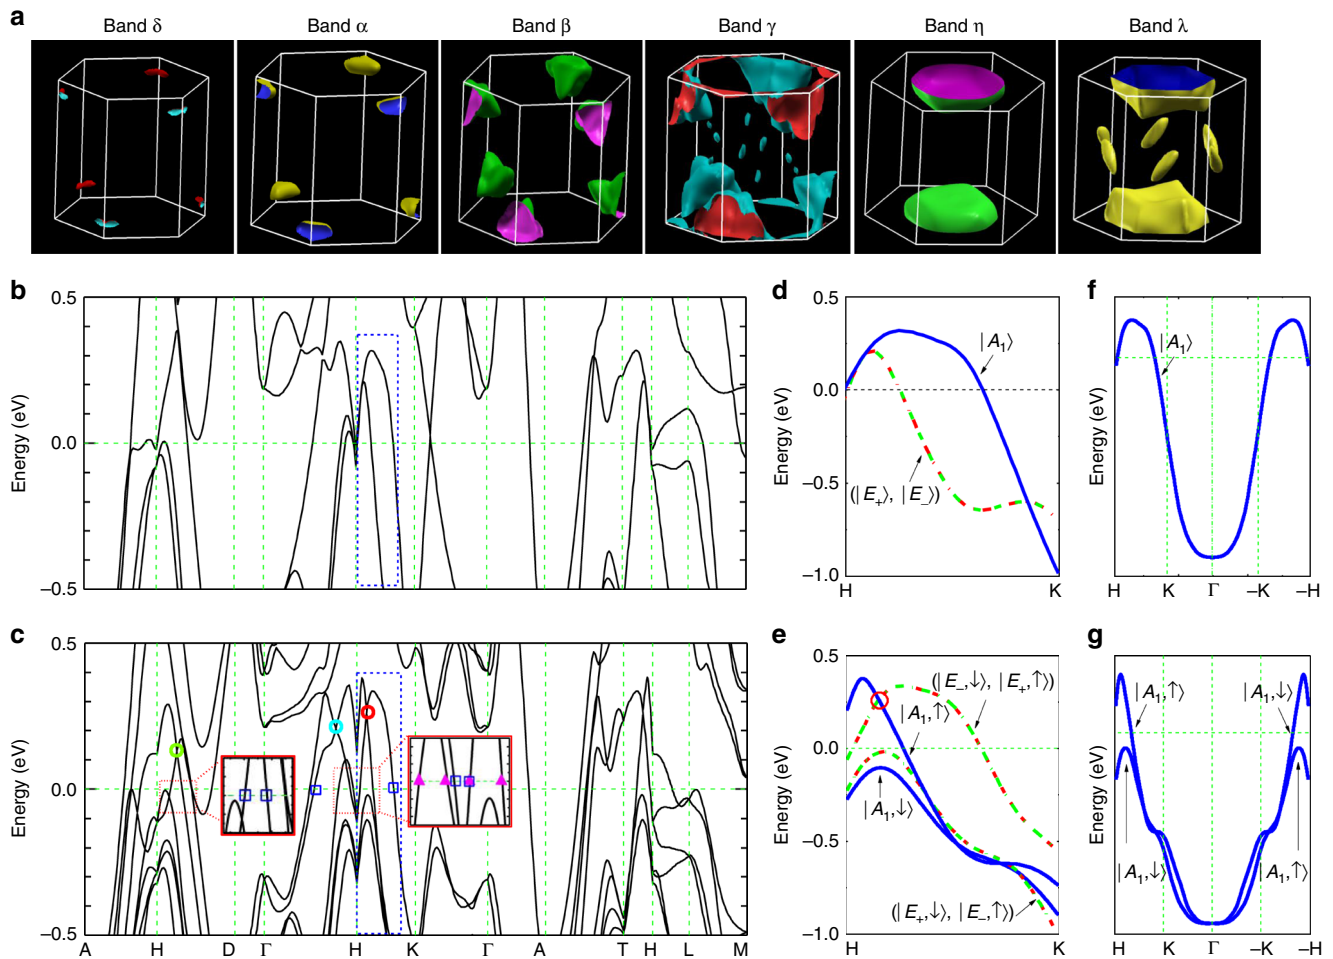 a
Band δ Band α Band β Band γ Band η Band λ
b
0.5
0.0
−0.5
Energy (eV)
d
0.5
0.0
−0.5
−1.0
Energy (eV)
|A₁⟩
(|E₊⟩, |E₋⟩)
H K
f
|A₁⟩
Energy (eV)
H K Γ −K −H
c
0.5
0.0
−0.5
Energy (eV)
A H D Γ H K Γ A T H L M
e
0.5
0.0
−0.5
−1.0
Energy (eV)
(|E₋,↓⟩, |E₊,↑⟩)
|A₁,↑⟩
|A₁,↓⟩
(|E₊,↓⟩, |E₋,↑⟩)
H K
g
Energy (eV)
|A₁,↑⟩ |A₁,↓⟩
|A₁,↓⟩ |A₁,↑⟩
H K Γ −K −H